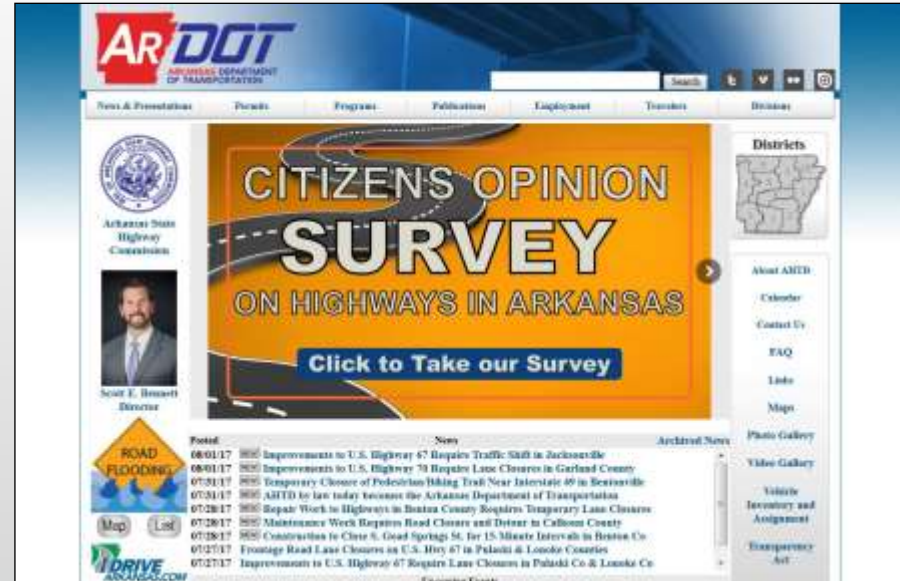 ARDOT
ARKANSAS DEPARTMENT
OF TRANSPORTATION
Search
News & Presentations Permits Programs Publications Employment Travelers Divisions
Arkansas State
Highway
Commission
Scott E. Bennett
Director
ROAD
FLOODING
Map List
IDRIVE
ARKANSAS.COM
CITIZENS OPINION
SURVEY
ON HIGHWAYS IN ARKANSAS
Click to Take our Survey
Posted News Archived News
08/01/17 NEW Improvements to U.S. Highway 67 Requires Traffic Shift in Jacksonville
08/01/17 NEW Improvements to U.S. Highway 70 Requires Lane Closures in Garland County
07/31/17 NEW Temporary Closure of Pedestrian/Biking Trail Near Interstate 49 in Bentonville
07/31/17 NEW AHTD by law today becomes the Arkansas Department of Transportation
07/28/17 NEW Repair Work to Highways in Benton County Requires Temporary Lane Closures
07/28/17 NEW Maintenance Work Requires Road Closure and Detour in Calhoun County
07/28/17 NEW Construction to Close S. Goad Springs St. for 15-Minute Intervals in Benton Co
07/27/17 Frontage Road Lane Closures on U.S. Hwy 67 in Pulaski & Lonoke Counties
07/27/17 Improvements to U.S. Highway 67 Require Lane Closures in Pulaski Co & Lonoke Co
Districts
About AHTD
Calendar
Contact Us
FAQ
Links
Maps
Photo Gallery
Video Gallery
Vehicle
Inventory and
Assignment
Transparency
Act